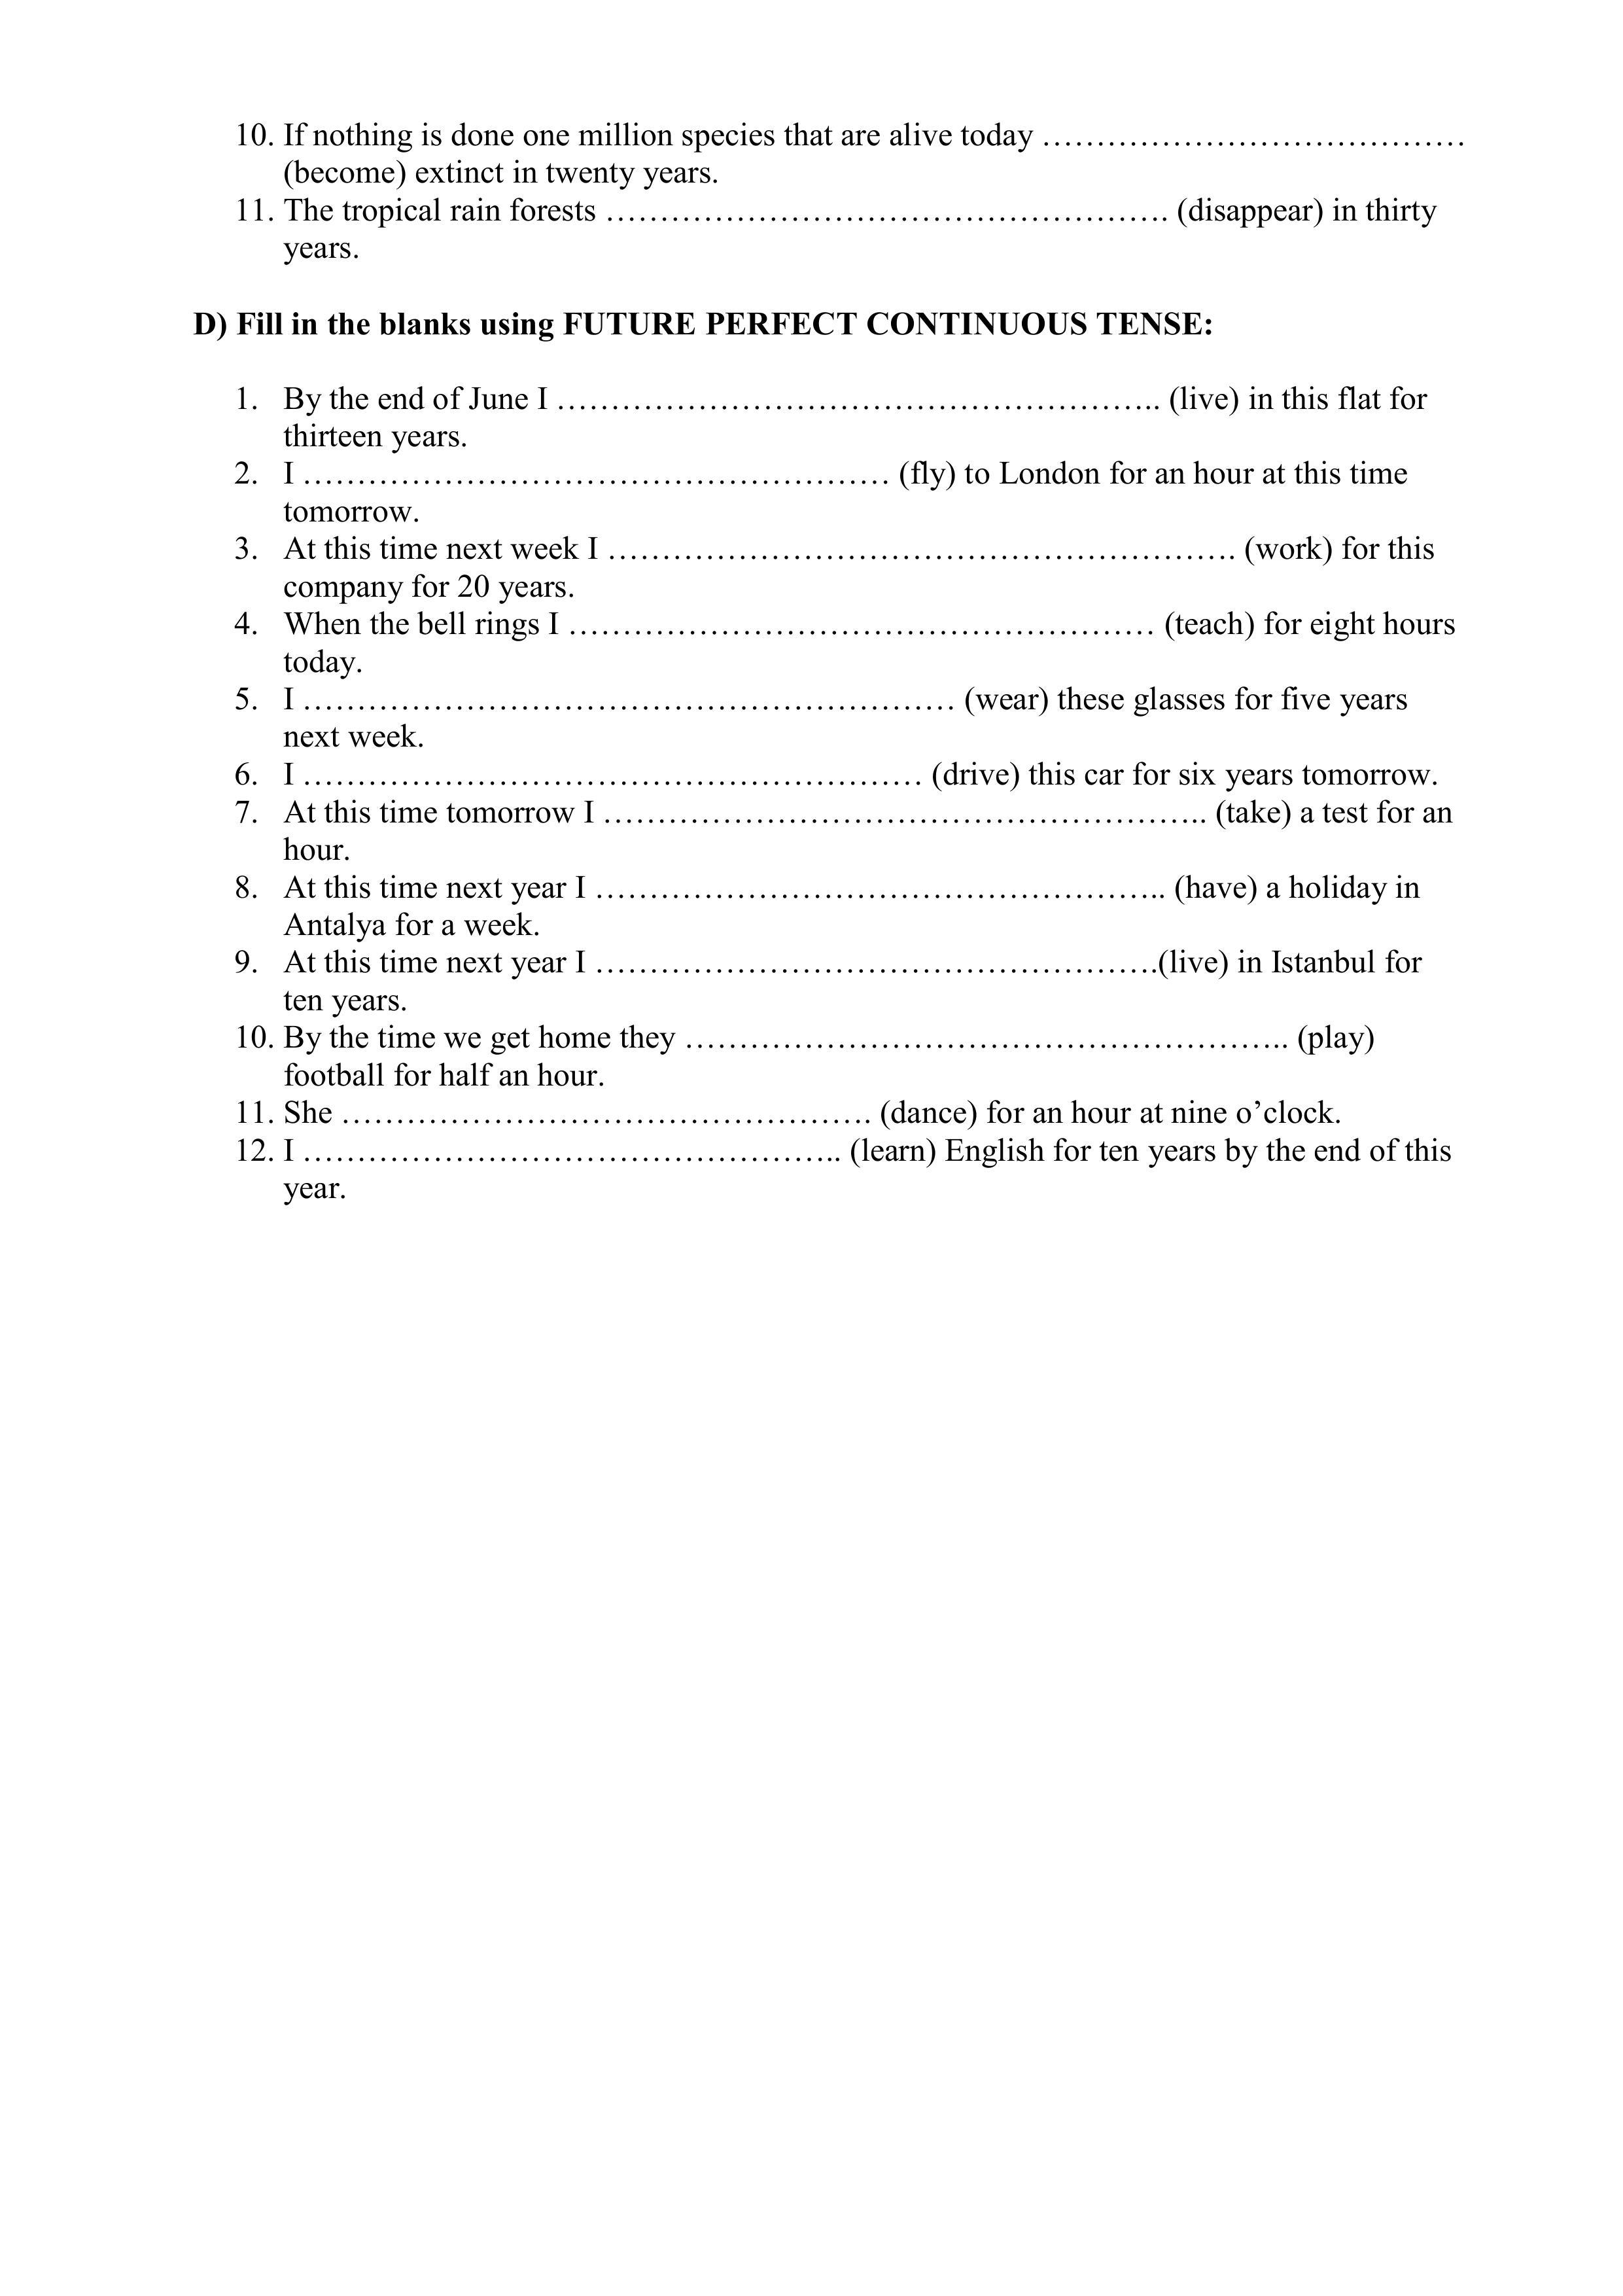 10. If nothing is done one million species that are alive today …………………………………
(become) extinct in twenty years.
11. The tropical rain forests ……………………………………………. (disappear) in thirty
years.
D) Fill in the blanks using FUTURE PERFECT CONTINUOUS TENSE:
1. By the end of June I ……………………………………………….. (live) in this flat for
thirteen years.
2. I ……………………………………………… (fly) to London for an hour at this time
tomorrow.
3. At this time next week I …………………………………………………. (work) for this
company for 20 years.
4. When the bell rings I ……………………………………………… (teach) for eight hours
today.
5. I …………………………………………………… (wear) these glasses for five years
next week.
6. I ………………………………………………… (drive) this car for six years tomorrow.
7. At this time tomorrow I ……………………………………………….. (take) a test for an
hour.
8. At this time next year I …………………………………………….. (have) a holiday in
Antalya for a week.
9. At this time next year I …………………………………………….(live) in Istanbul for
ten years.
10. By the time we get home they ……………………………………………….. (play)
football for half an hour.
11. She …………………………………………. (dance) for an hour at nine o’clock.
12. I ………………………………………….. (learn) English for ten years by the end of this
year.